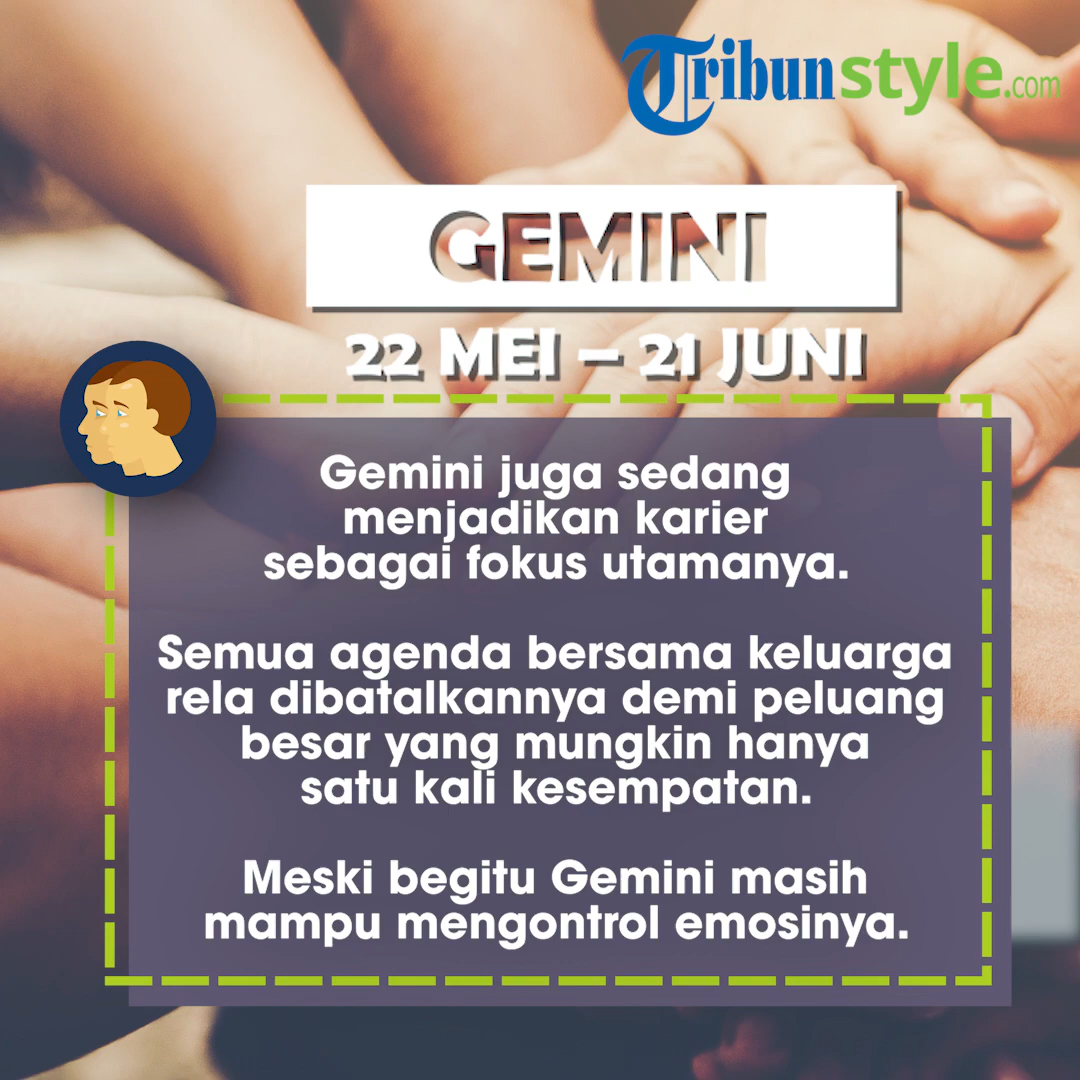 Tribunstyle.com
GEMINI
22 MEI – 21 JUNI
Gemini juga sedang
menjadikan karier
sebagai fokus utamanya.
Semua agenda bersama keluarga
rela dibatalkannya demi peluang
besar yang mungkin hanya
satu kali kesempatan.
Meski begitu Gemini masih
mampu mengontrol emosinya.